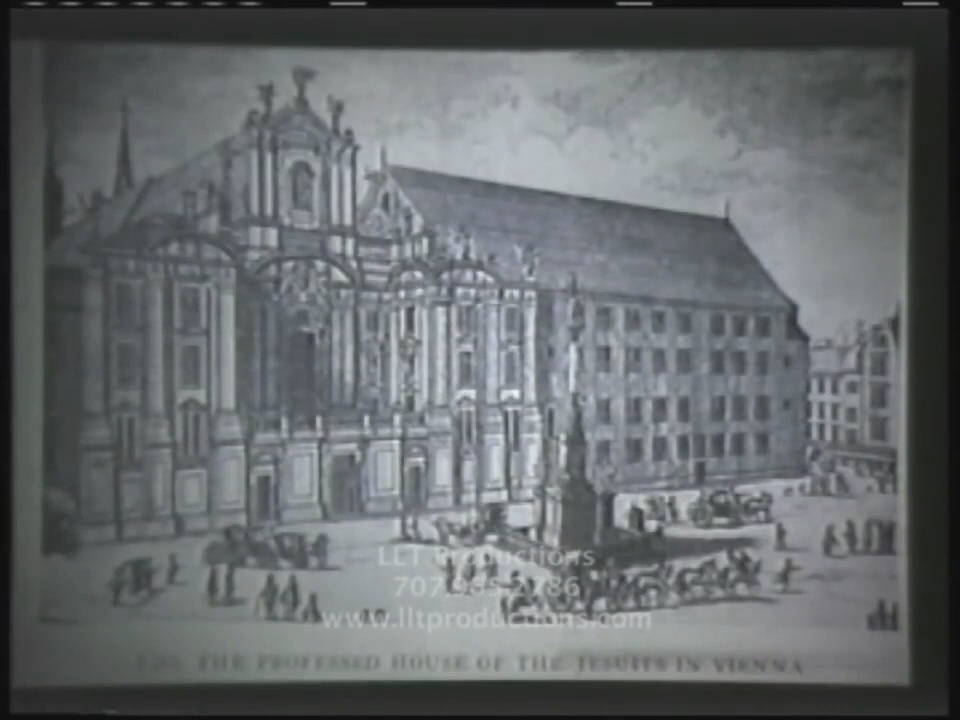 LLT Productions
www.lltproductions.com
THE PROFESSED HOUSE OF THE JESUITS IN VIENNA